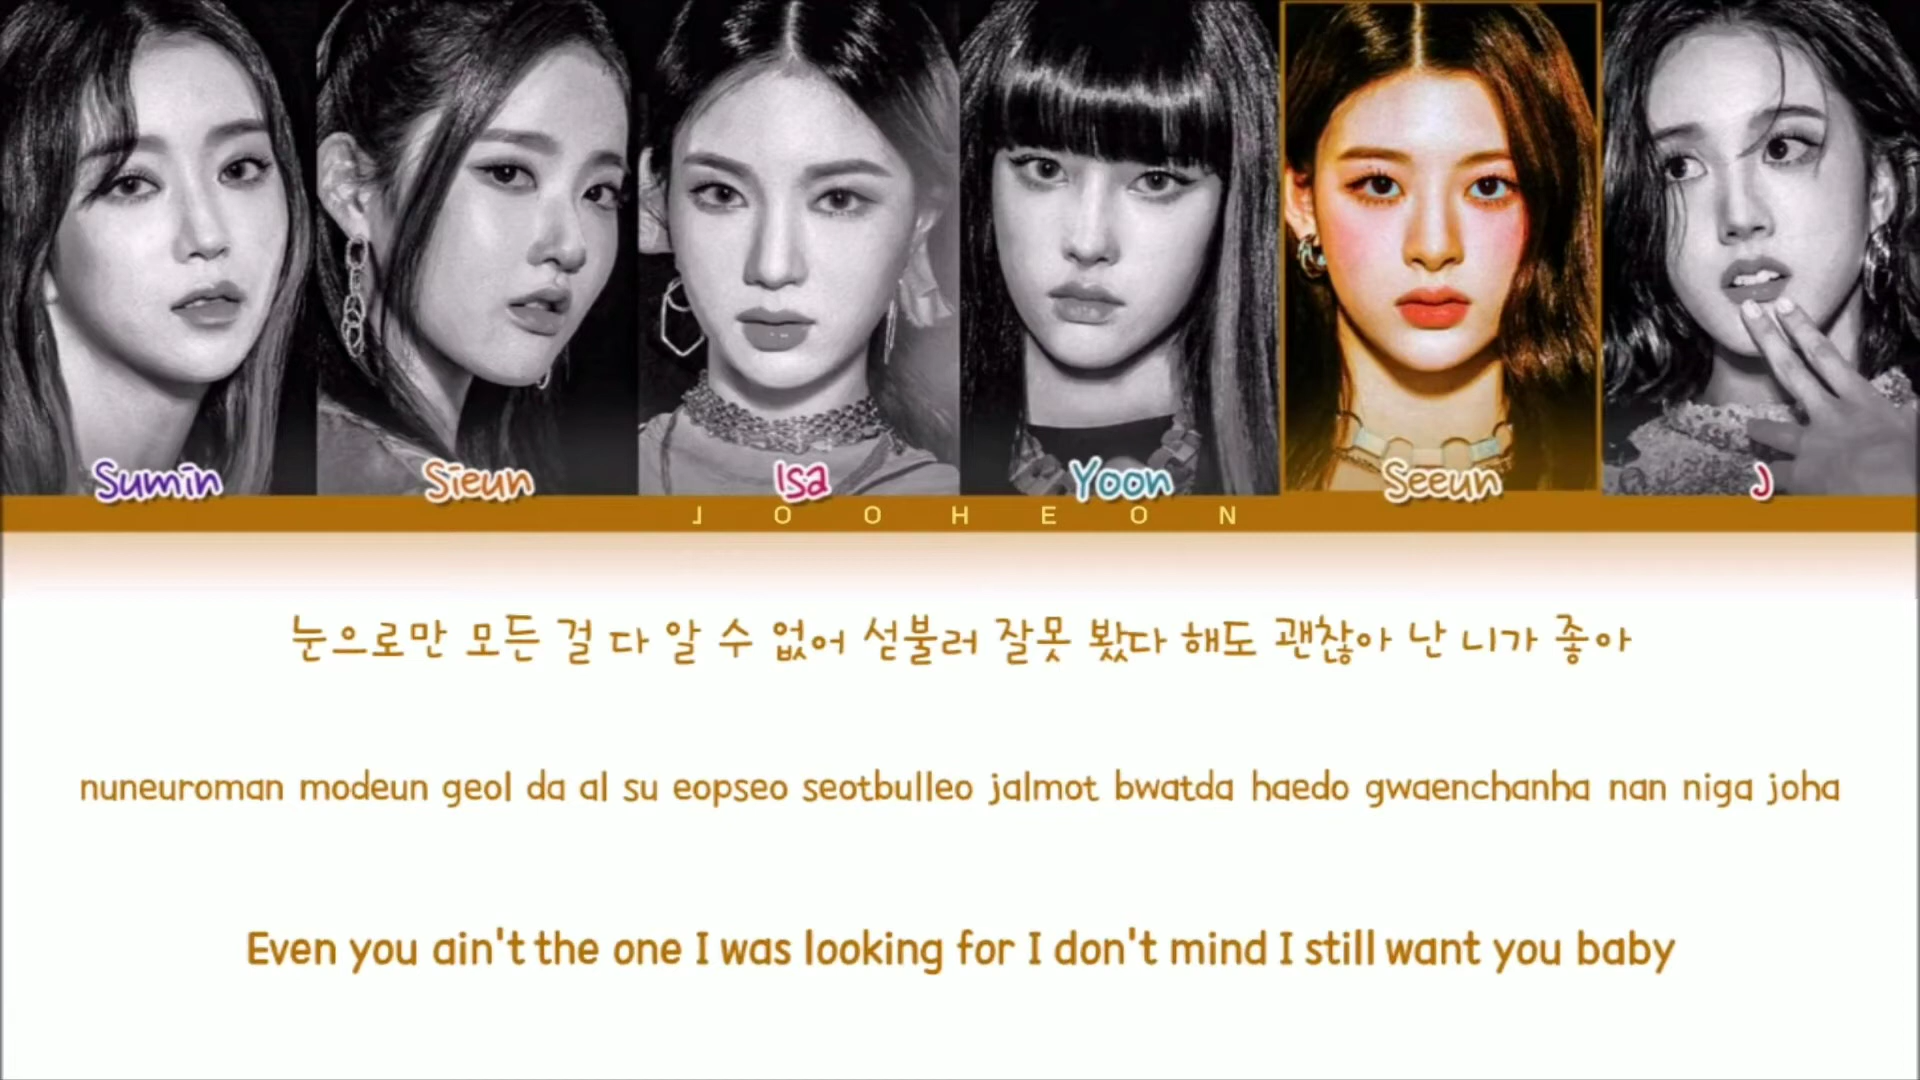 Sumin Sieun Isa Yoon Seeun J
JOOHEON
눈으로만 모든 걸 다 알 수 없어 섣불러 잘못 봤다 해도 괜찮아 난 니가 좋아
nuneuroman modeun geol da al su eopseo seotbulleo jalmot bwatda haedo gwaenchanha nan niga joha
Even you ain't the one I was looking for I don't mind I still want you baby